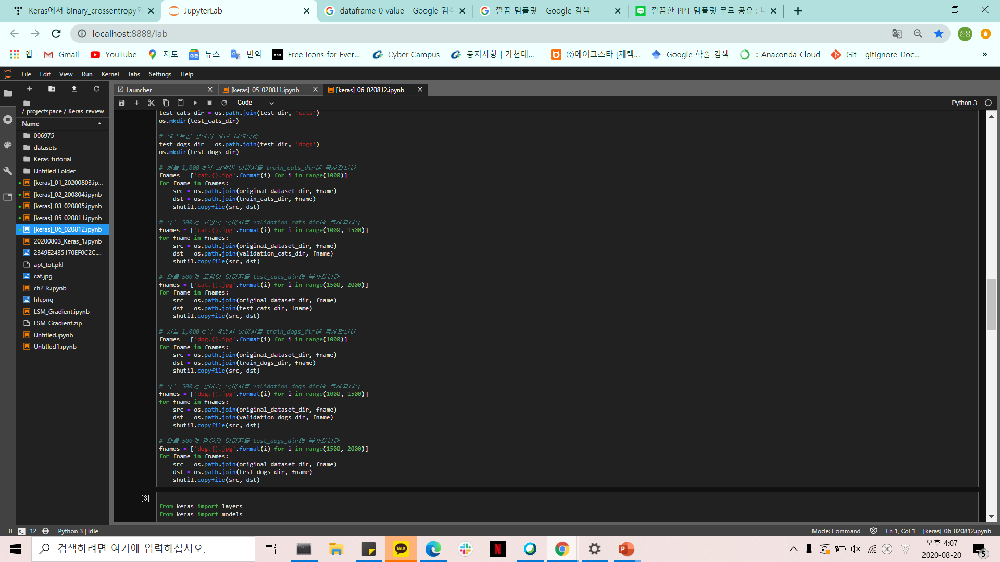 Keras에서 binary_crossentropy와
JupyterLab
dataframe 0 value - Google 검색
깔끔 템플릿 - Google 검색
깔끔한 PPT 템플릿 무료 공유 :
localhost:8888/lab
한봄
앱
Gmail
YouTube
지도
뉴스
번역
Free Icons for Ever...
Cyber Campus
공지사항 | 가천대...
㈜메이크스타 [재택...
Google 학술 검색
:: Anaconda Cloud
Git - gitignore Doc...
»
File Edit View Run Kernel Tabs Settings Help
Launcher
[keras]_05_020811.ipynb
[keras]_06_020812.ipynb
Code
Python 3
/ projectspace / Keras_review
Name
006975
datasets
Keras_tutorial
Untitled Folder
[keras]_01_20200803.ip...
[keras]_02_200804.ipynb
[keras]_03_020805.ipynb
[keras]_05_020811.ipynb
[keras]_06_020812.ipynb
20200803_Keras_1.ipynb
2349E2435170EF0C2C....
apt_tot.pkl
cat.jpg
ch2_k.ipynb
hh.png
LSM_Gradient.ipynb
LSM_Gradient.zip
Untitled.ipynb
Untitled1.ipynb
test_cats_dir = os.path.join(test_dir, 'cats')
os.mkdir(test_cats_dir)
# 테스트용 강아지 사진 디렉터리
test_dogs_dir = os.path.join(test_dir, 'dogs')
os.mkdir(test_dogs_dir)
# 처음 1,000개의 고양이 이미지를 train_cats_dir에 복사합니다
fnames = ['cat.{}.jpg'.format(i) for i in range(1000)]
for fname in fnames:
src = os.path.join(original_dataset_dir, fname)
dst = os.path.join(train_cats_dir, fname)
shutil.copyfile(src, dst)
# 다음 500개 고양이 이미지를 validation_cats_dir에 복사합니다
fnames = ['cat.{}.jpg'.format(i) for i in range(1000, 1500)]
for fname in fnames:
src = os.path.join(original_dataset_dir, fname)
dst = os.path.join(validation_cats_dir, fname)
shutil.copyfile(src, dst)
# 다음 500개 고양이 이미지를 test_cats_dir에 복사합니다
fnames = ['cat.{}.jpg'.format(i) for i in range(1500, 2000)]
for fname in fnames:
src = os.path.join(original_dataset_dir, fname)
dst = os.path.join(test_cats_dir, fname)
shutil.copyfile(src, dst)
# 처음 1,000개의 강아지 이미지를 train_dogs_dir에 복사합니다
fnames = ['dog.{}.jpg'.format(i) for i in range(1000)]
for fname in fnames:
src = os.path.join(original_dataset_dir, fname)
dst = os.path.join(train_dogs_dir, fname)
shutil.copyfile(src, dst)
# 다음 500개 강아지 이미지를 validation_dogs_dir에 복사합니다
fnames = ['dog.{}.jpg'.format(i) for i in range(1000, 1500)]
for fname in fnames:
src = os.path.join(original_dataset_dir, fname)
dst = os.path.join(validation_dogs_dir, fname)
shutil.copyfile(src, dst)
# 다음 500개 강아지 이미지를 test_dogs_dir에 복사합니다
fnames = ['dog.{}.jpg'.format(i) for i in range(1500, 2000)]
for fname in fnames:
src = os.path.join(original_dataset_dir, fname)
dst = os.path.join(test_dogs_dir, fname)
shutil.copyfile(src, dst)
[3]:
from keras import layers
from keras import models
0 12 Python 3 | Idle
Mode: Command Ln 1, Col 1 [keras]_06_020812.ipynb
검색하려면 여기에 입력하십시오.
TALK
오후 4:07
2020-08-20
5